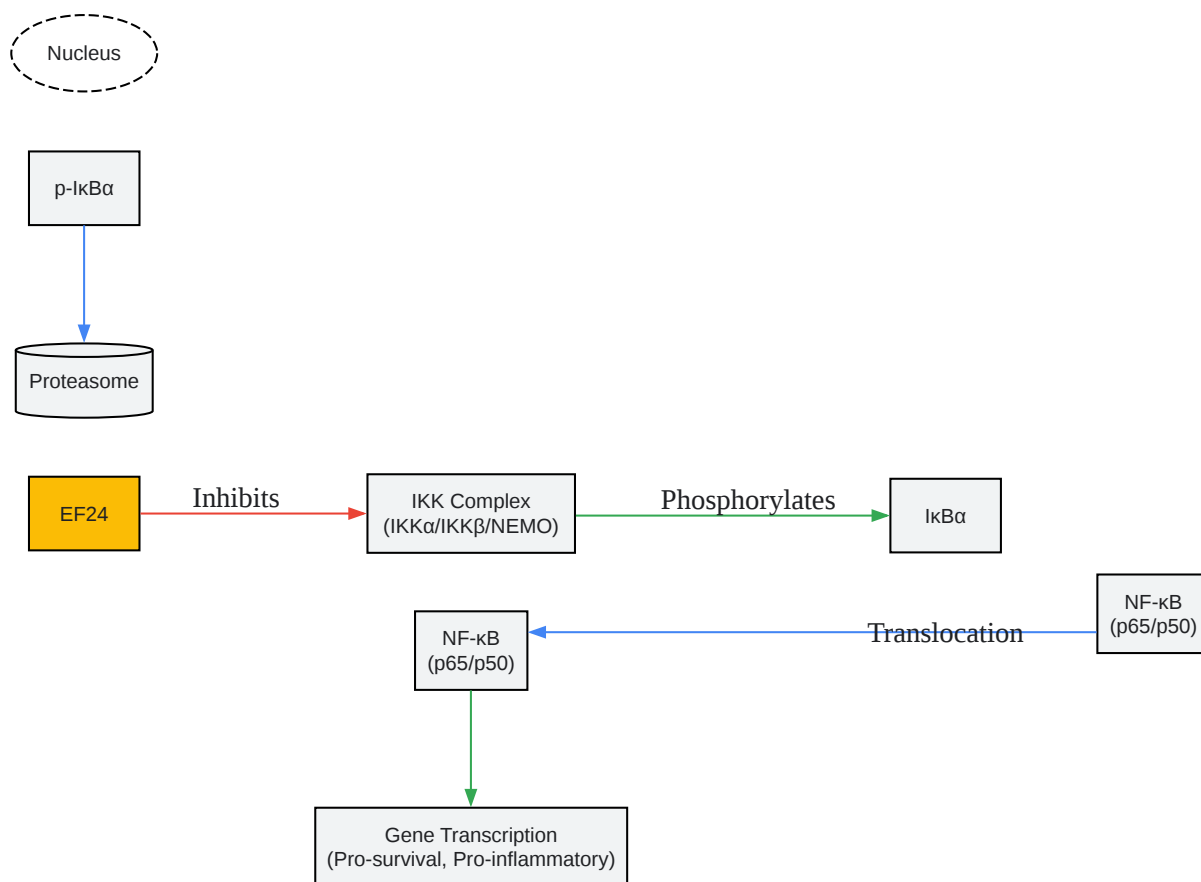 Nucleus
p-IκBα
Proteasome
EF24
Inhibits
IKK Complex
(IKKα/IKKβ/NEMO)
Phosphorylates
IκBα
NF-κB
(p65/p50)
Translocation
NF-κB
(p65/p50)
Gene Transcription
(Pro-survival, Pro-inflammatory)